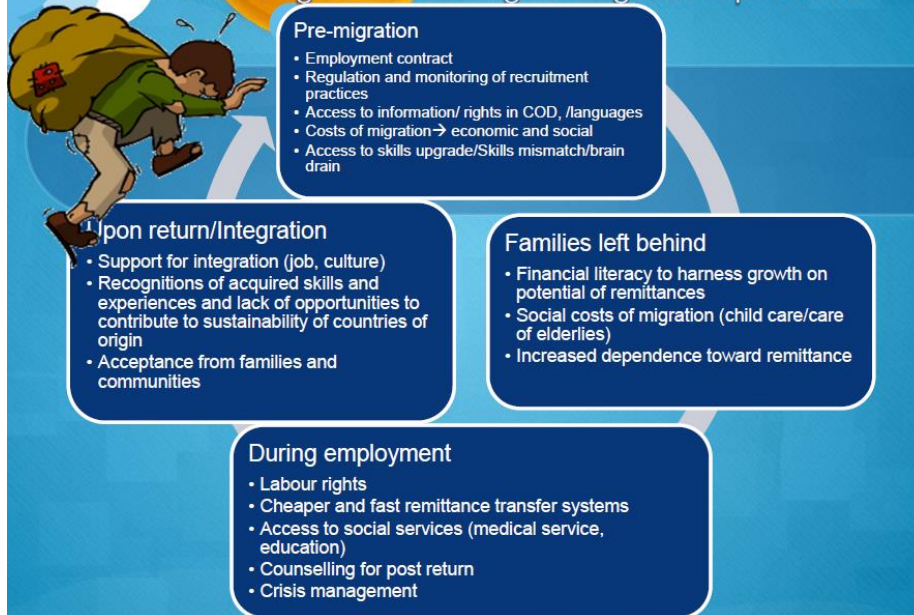 Pre-migration
• Employment contract
• Regulation and monitoring of recruitment
practices
• Access to information/ rights in COD, /languages
• Costs of migration→ economic and social
• Access to skills upgrade/Skills mismatch/brain
drain
Upon return/Integration
• Support for integration (job, culture)
• Recognitions of acquired skills and
experiences and lack of opportunities to
contribute to sustainability of countries of
origin
• Acceptance from families and
communities
Families left behind
• Financial literacy to harness growth on
potential of remittances
• Social costs of migration (child care/care
of elderlies)
• Increased dependence toward remittance
During employment
• Labour rights
• Cheaper and fast remittance transfer systems
• Access to social services (medical service,
education)
• Counselling for post return
• Crisis management